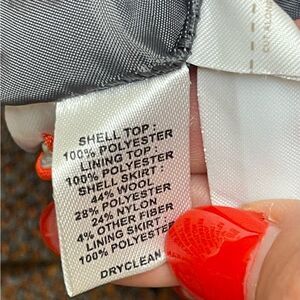 SHELL TOP :
100% POLYESTER
LINING TOP :
100% POLYESTER
SHELL SKIRT :
44% WOOL
28% POLYESTER
24% NYLON
4% OTHER FIBER
LINING SKIRT :
100% POLYESTER
DRYCLEAN